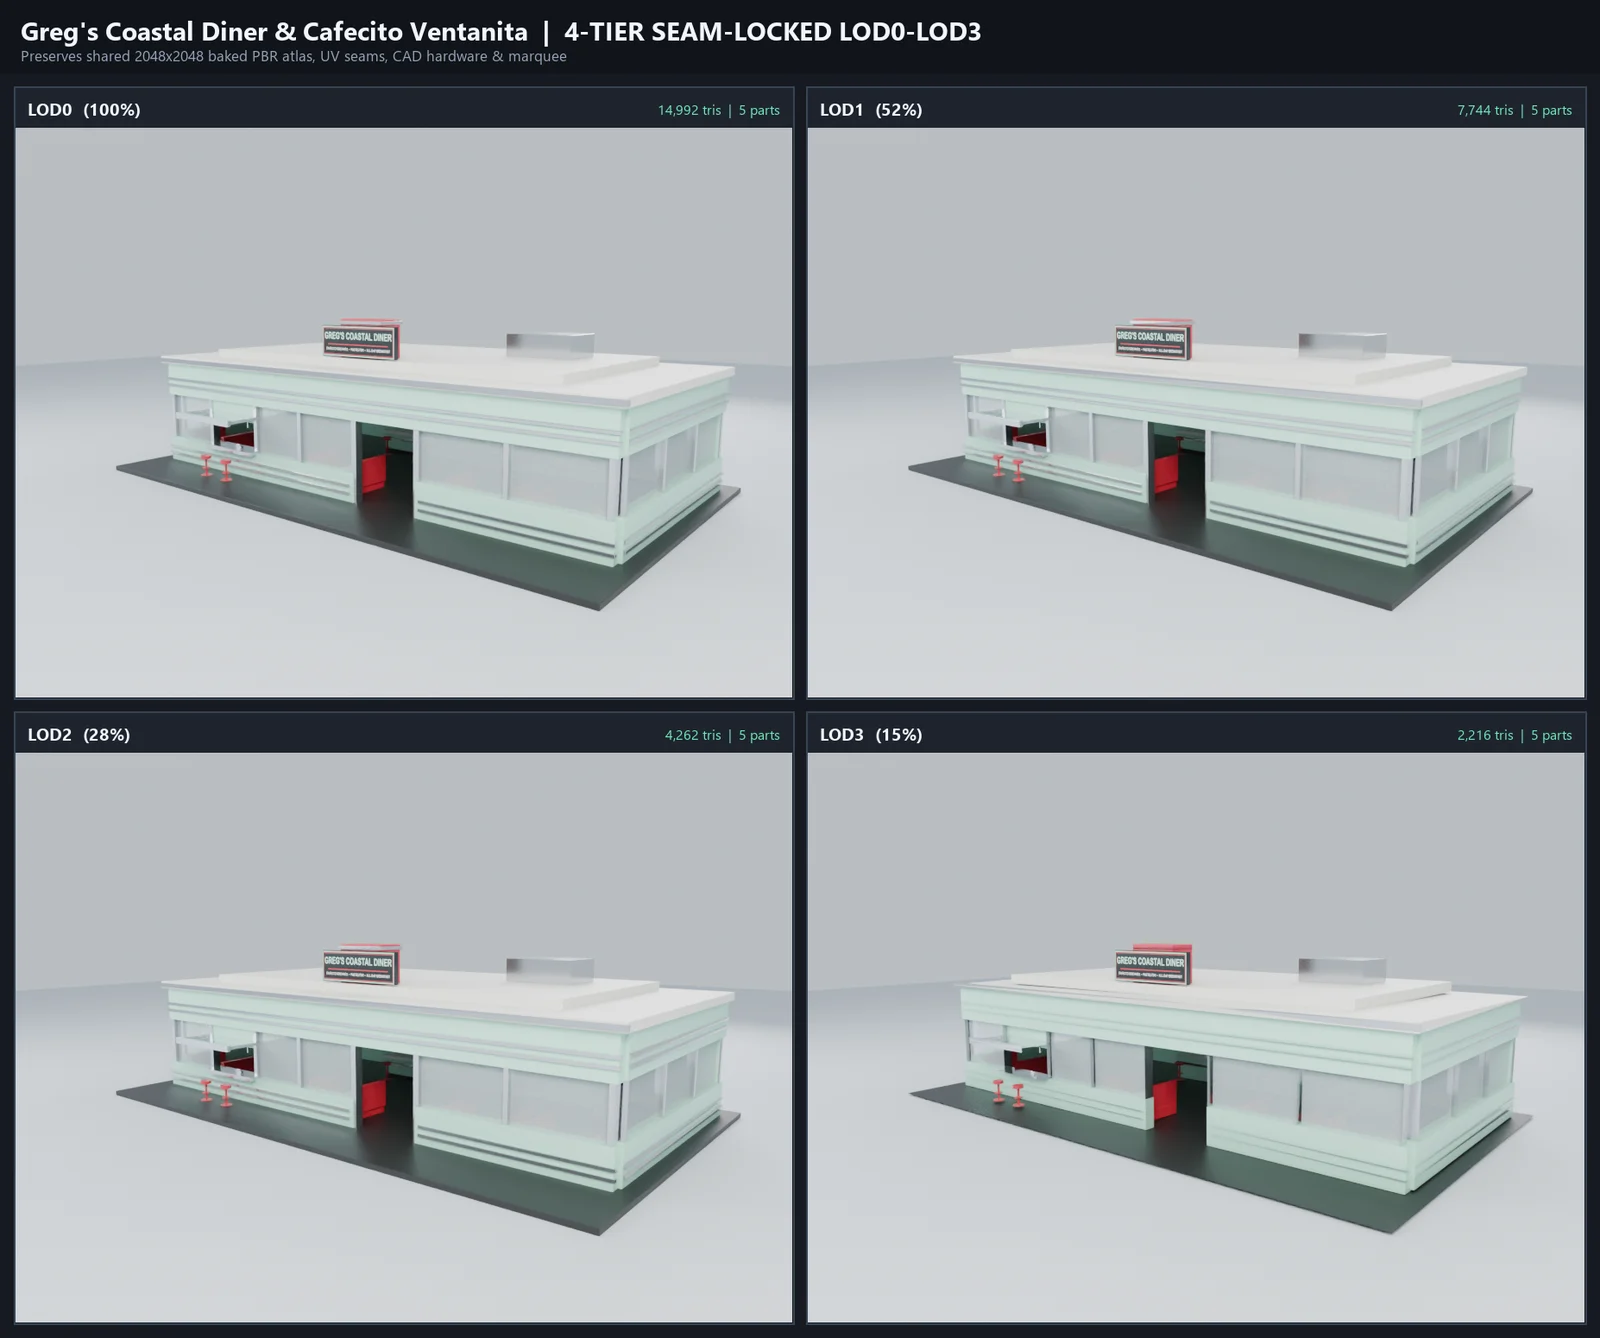 Greg's Coastal Diner & Cafecito Ventanita | 4-TIER SEAM-LOCKED LOD0-LOD3
Preserves shared 2048x2048 baked PBR atlas, UV seams, CAD hardware & marquee
LOD0 (100%) 14,992 tris | 5 parts
LOD1 (52%) 7,744 tris | 5 parts
GREG'S COASTAL DINER
GREG'S COASTAL DINER
LOD2 (28%) 4,262 tris | 5 parts
LOD3 (15%) 2,216 tris | 5 parts
GREG'S COASTAL DINER
GREG'S COASTAL DINER